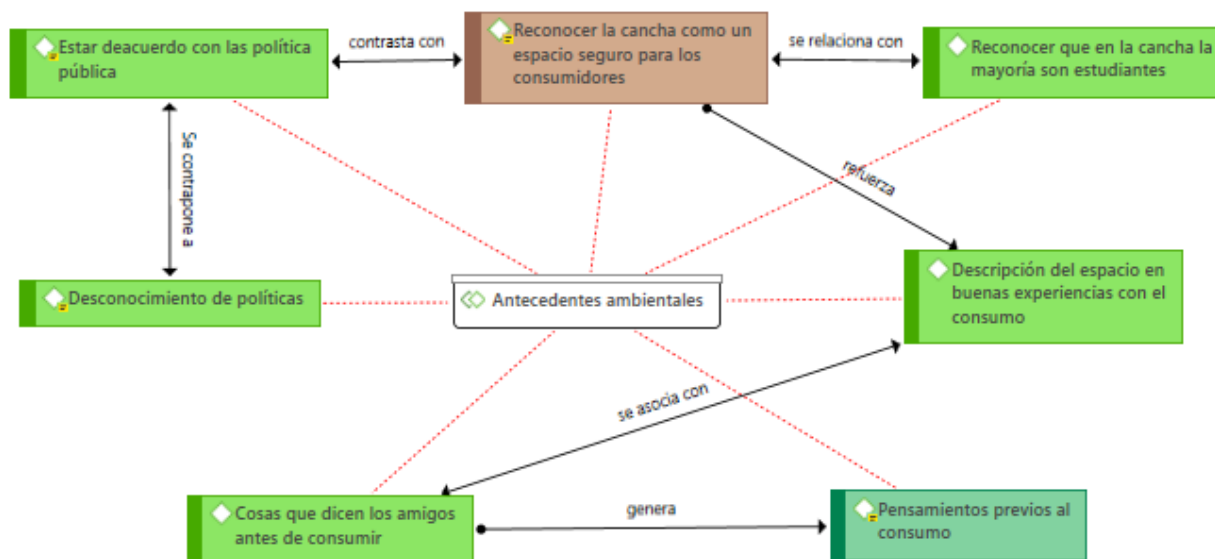 Estar deacuerdo con las política
pública
contrasta con
Reconocer la cancha como un
espacio seguro para los
consumidores
se relaciona con
Reconocer que en la cancha la
mayoría son estudiantes
Se contrapone a
refuerza
Desconocimiento de políticas
Antecedentes ambientales
Descripción del espacio en
buenas experiencias con el
consumo
se asocia con
Cosas que dicen los amigos
antes de consumir
genera
Pensamientos previos al
consumo